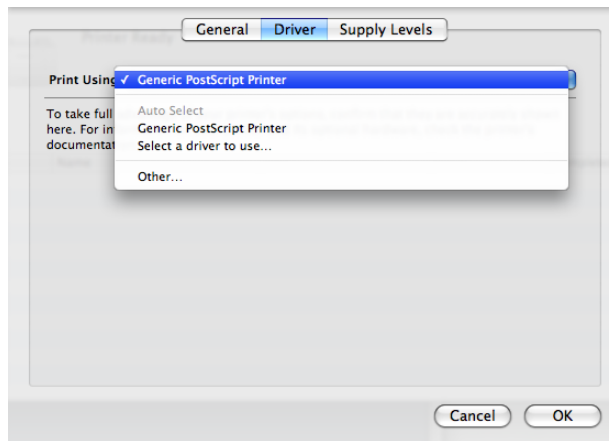 General Driver Supply Levels
Print Using ✓ Generic PostScript Printer
Auto Select
To take full
Generic PostScript Printer
here. For in
Select a driver to use...
documentat
Other...
Cancel OK